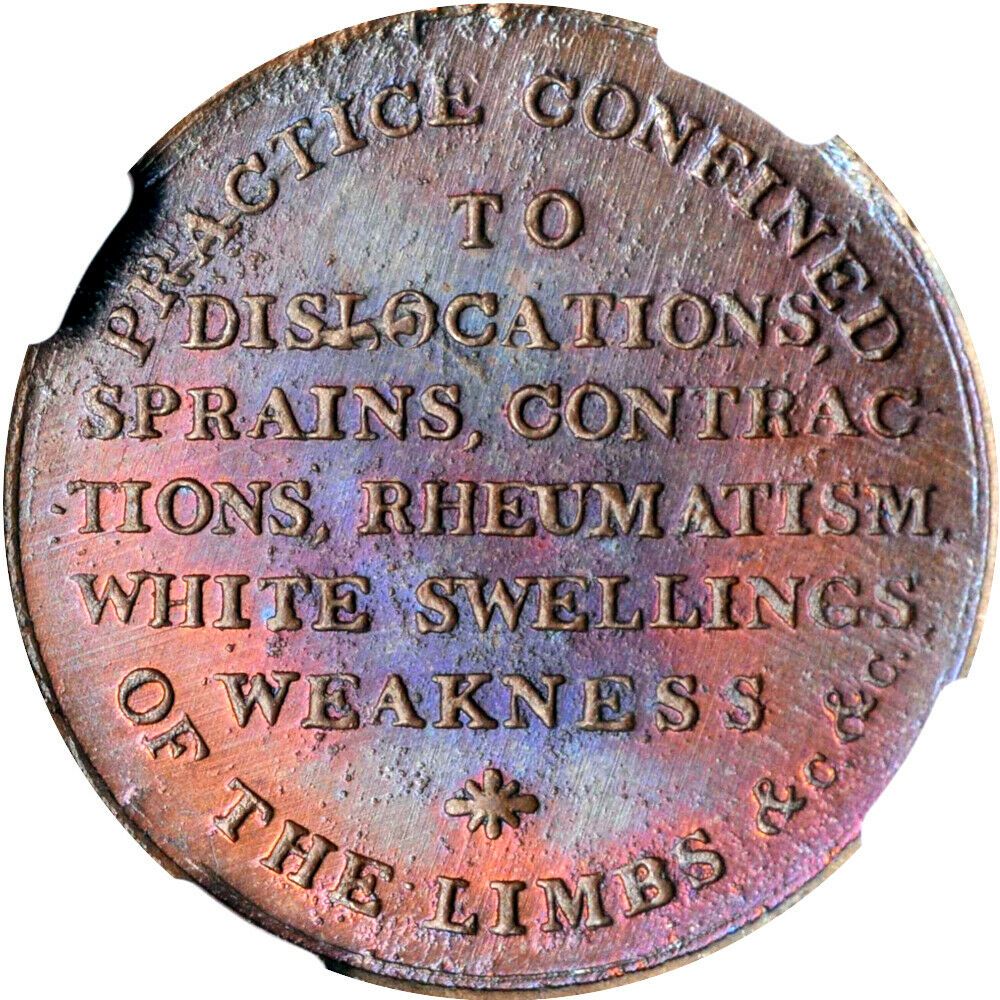 PRACTICE CONFINED
TO
DISLOCATIONS,
SPRAINS, CONTRAC
TIONS, RHEUMATISM,
WHITE SWELLINGS
WEAKNESS
OF THE LIMBS &c. &c.